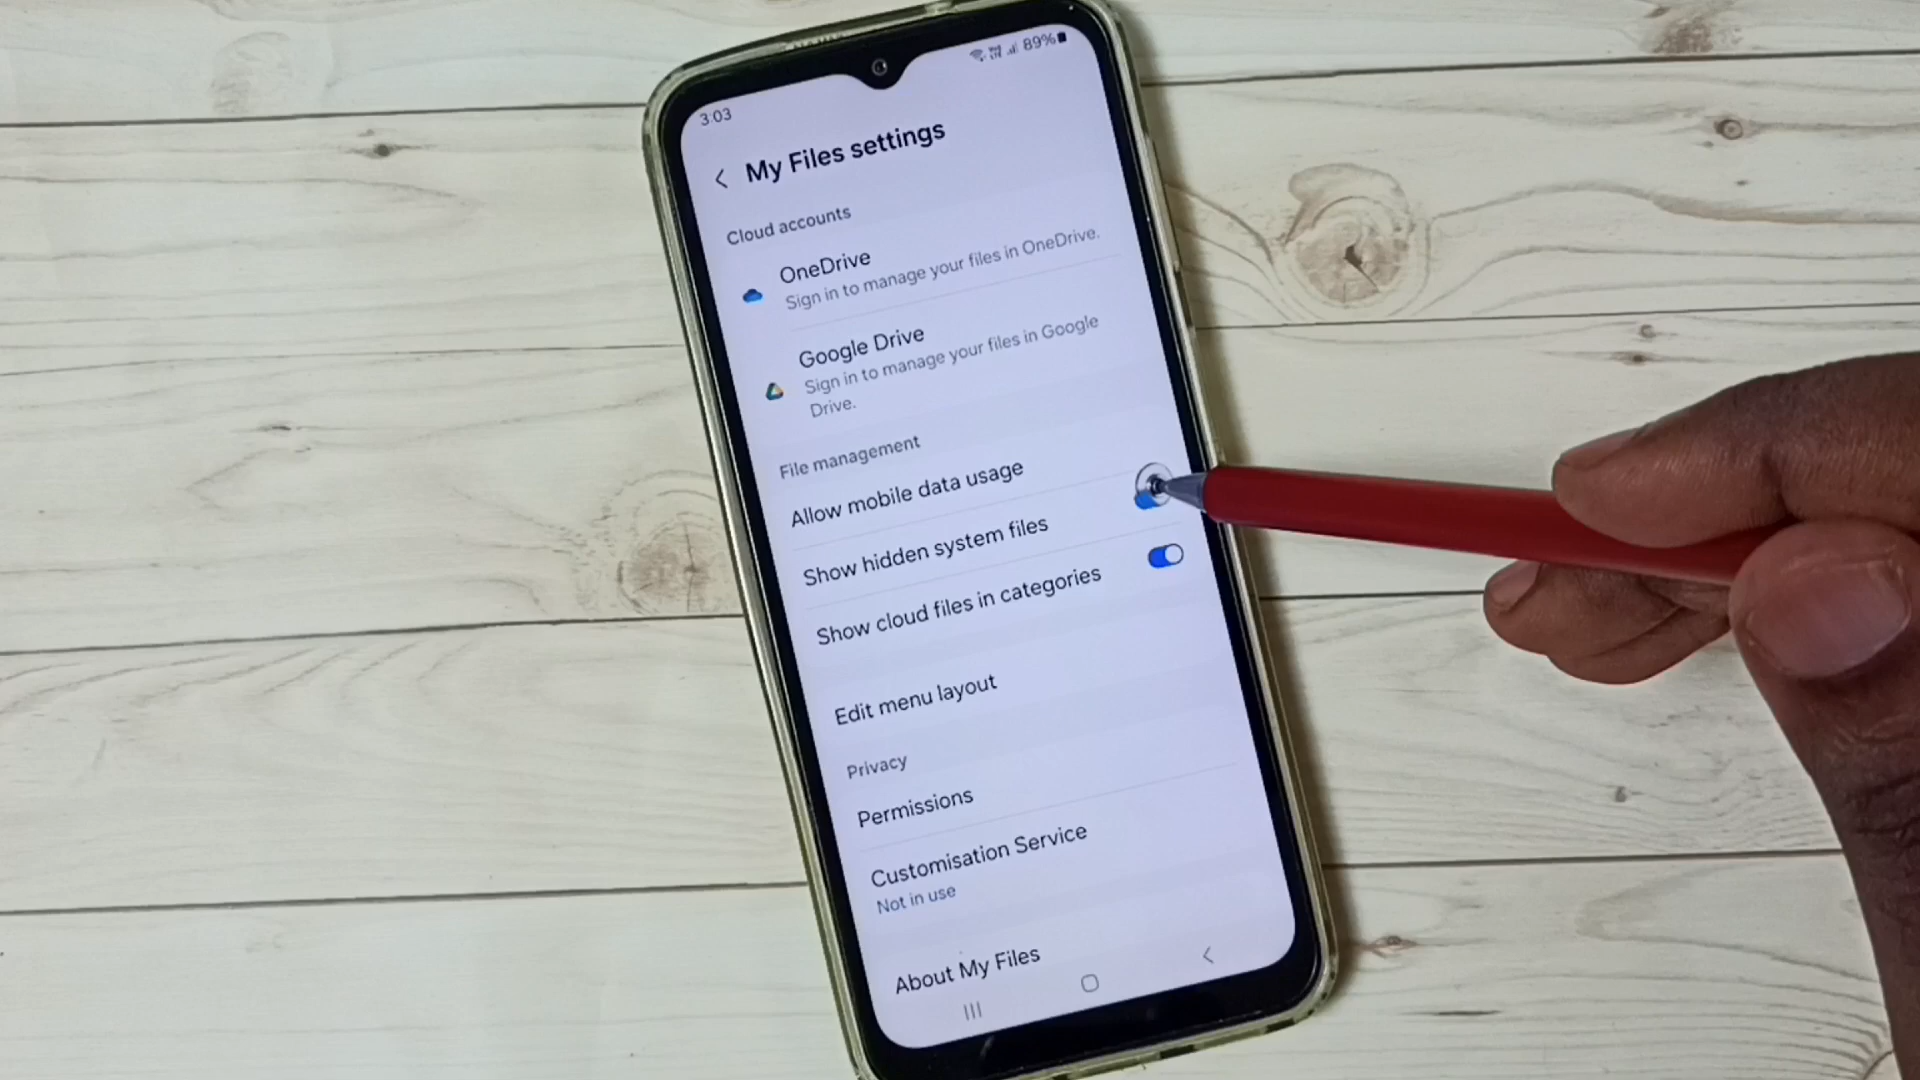 3:03
89%
My Files settings
Cloud accounts
OneDrive
Sign in to manage your files in OneDrive.
Google Drive
Sign in to manage your files in Google
Drive.
File management
Allow mobile data usage
Show hidden system files
Show cloud files in categories
Edit menu layout
Privacy
Permissions
Customisation Service
Not in use
About My Files